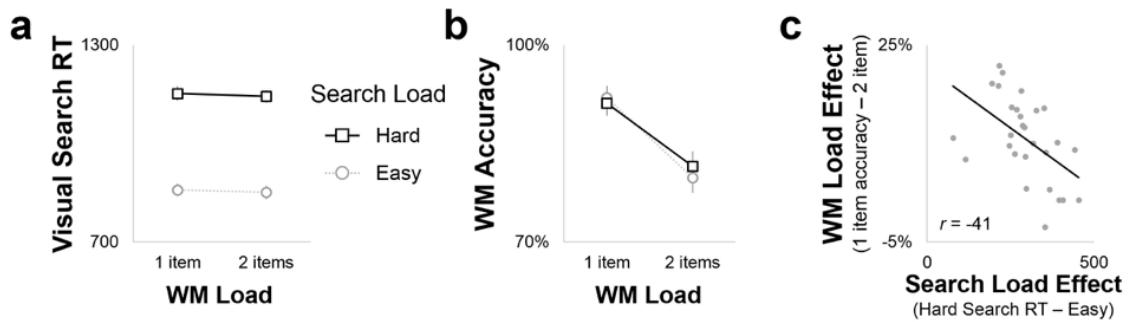 a
Visual Search RT
1300
700
1 item
2 items
WM Load
Search Load
Hard
Easy
b
WM Accuracy
100%
70%
1 item
2 items
WM Load
c
WM Load Effect
(1 item accuracy – 2 item)
25%
-5%
r = -41
0
500
Search Load Effect
(Hard Search RT – Easy)